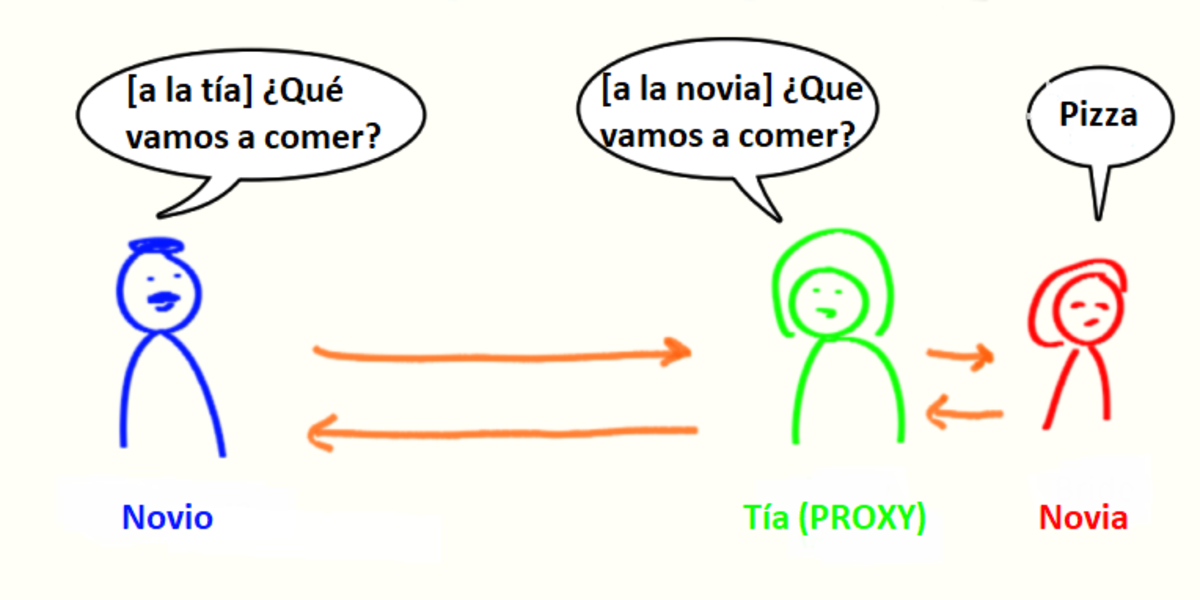 [a la tía] ¿Qué
vamos a comer?
[a la novia] ¿Que
vamos a comer?
Pizza
Novio
Tía (PROXY)
Novia